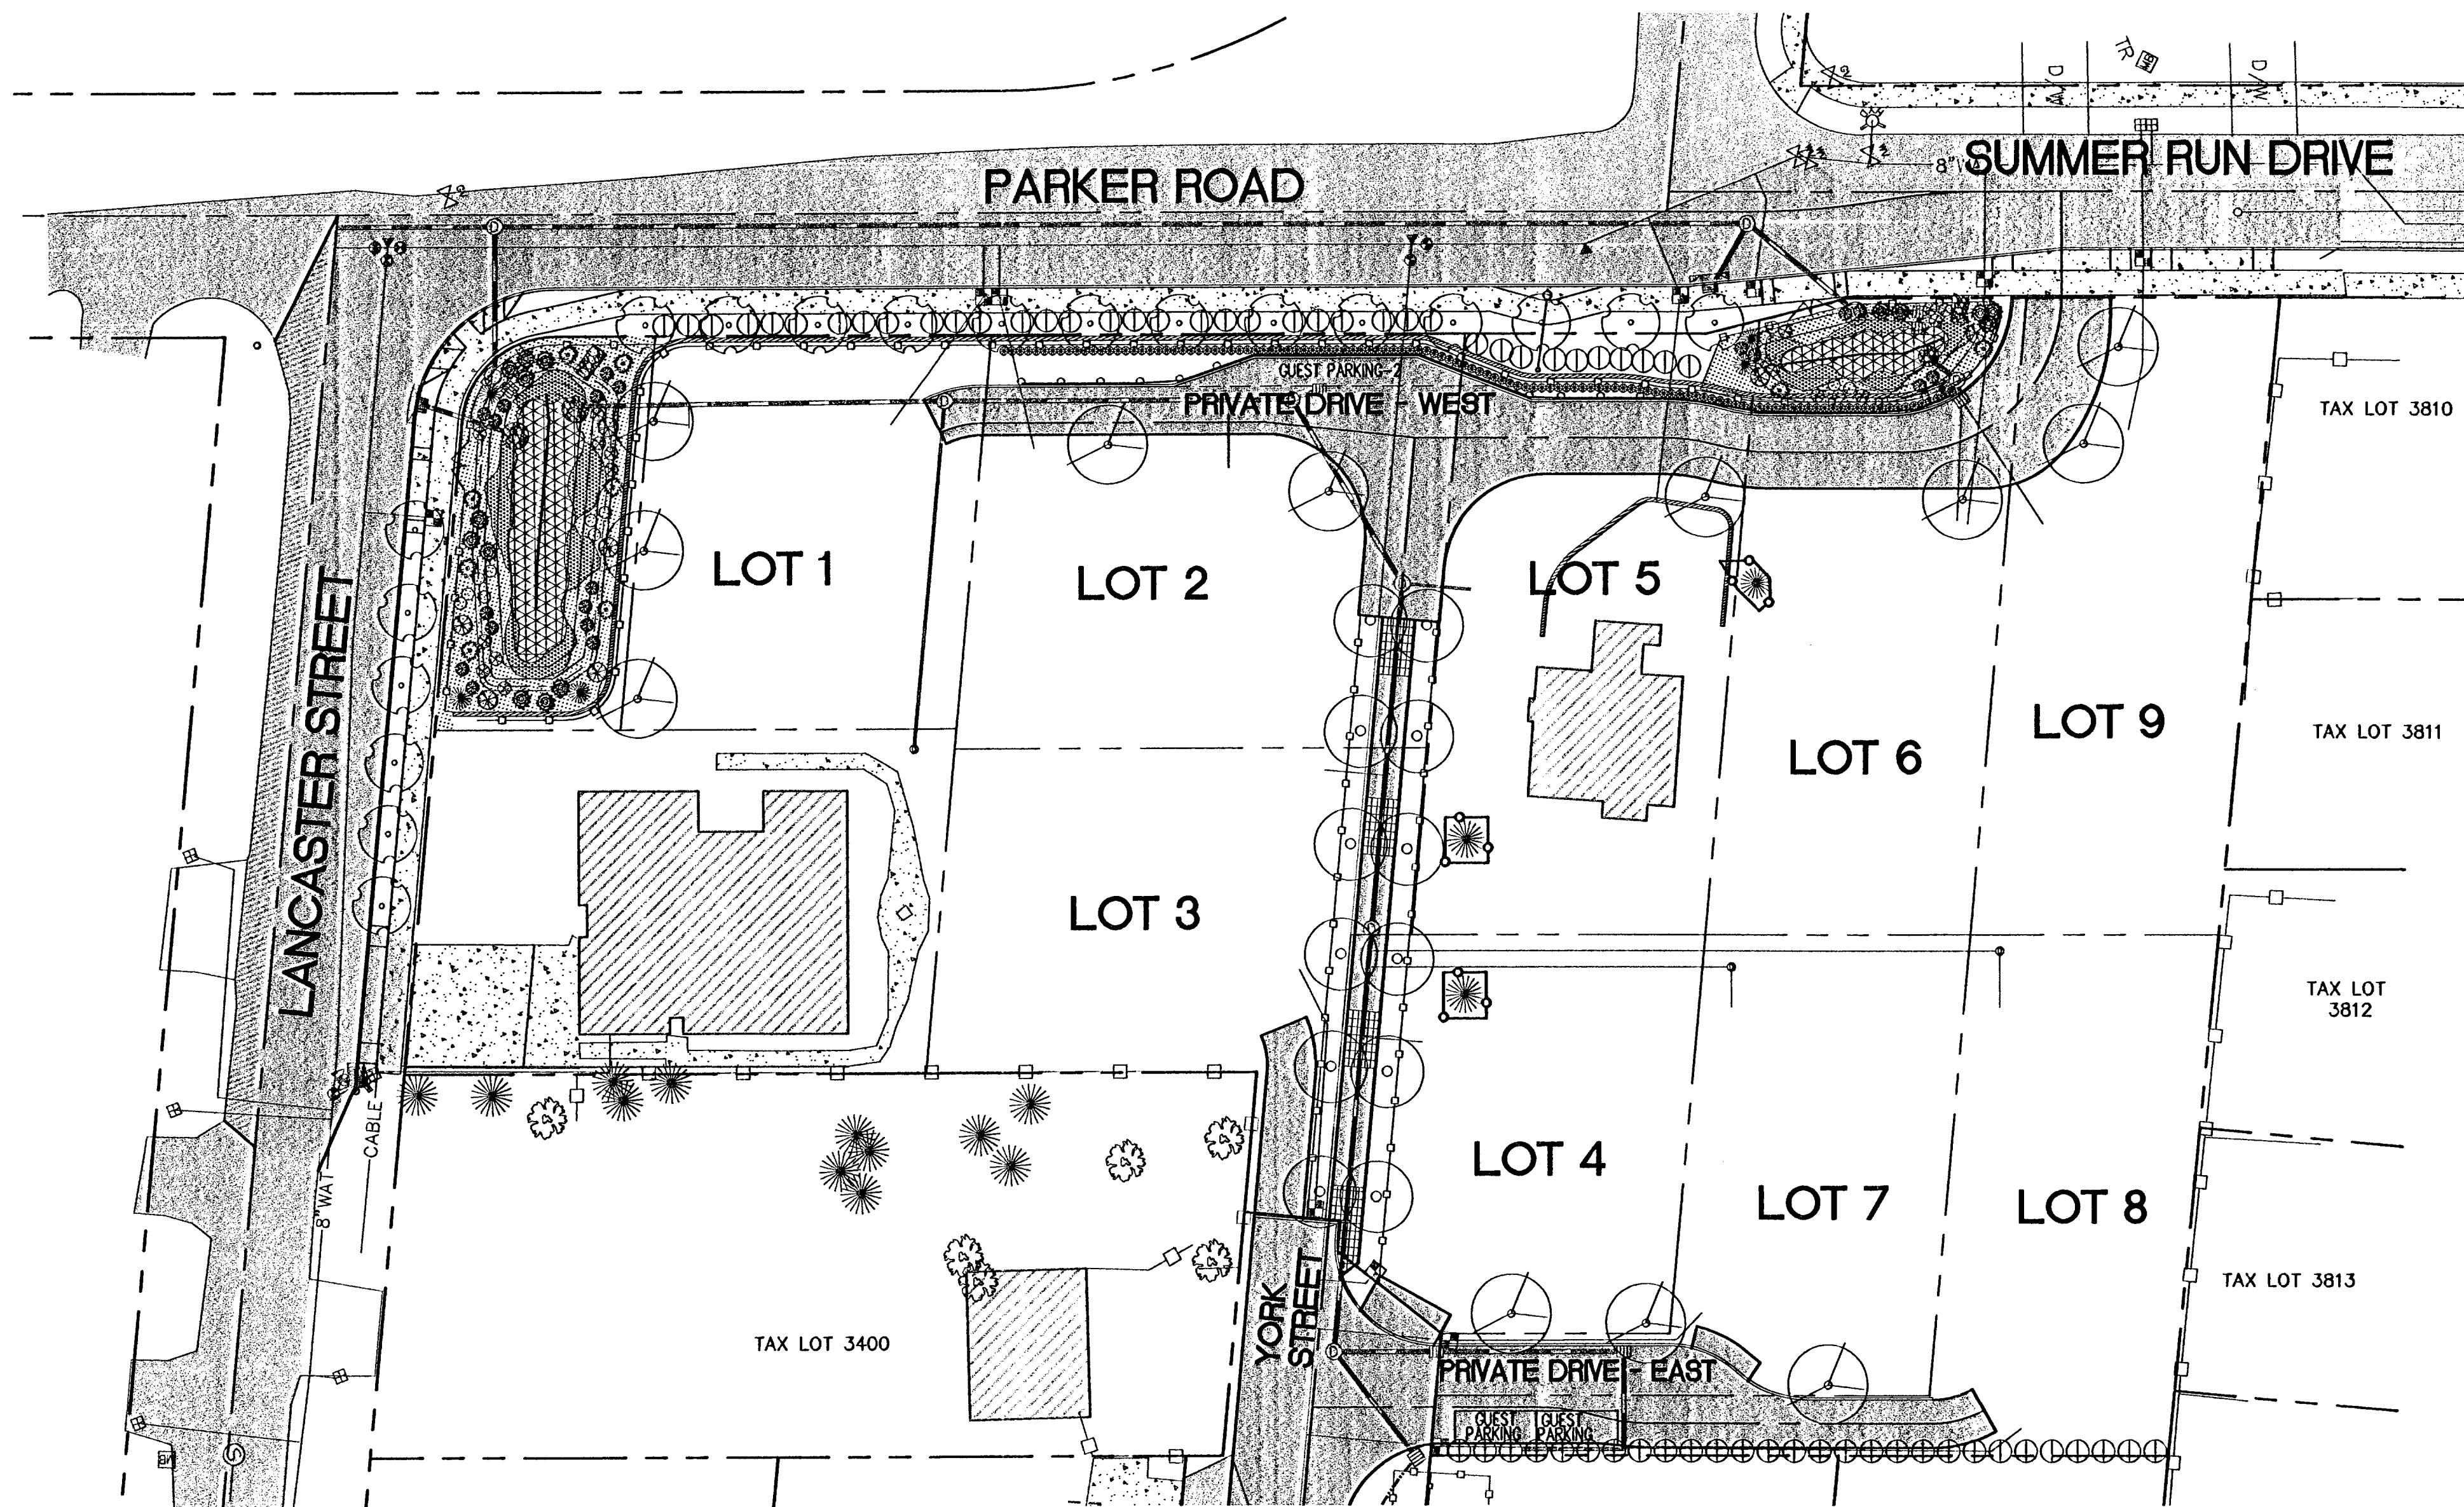 TR
D/W
D/W
PARKER ROAD
8" W
SUMMER RUN DRIVE
D
D
GUEST PARKING-2
PRIVATE DRIVE - WEST
D
TAX LOT 3810
LOT 1
LOT 2
LOT 5
LANCASTER STREET
LOT 9
LOT 6
TAX LOT 3811
LOT 3
TAX LOT
3812
CABLE
8" WAT
LOT 4
LOT 7
LOT 8
YORK
STREET
TAX LOT 3813
TAX LOT 3400
D
PRIVATE DRIVE - EAST
GUEST
PARKING
GUEST
PARKING
S